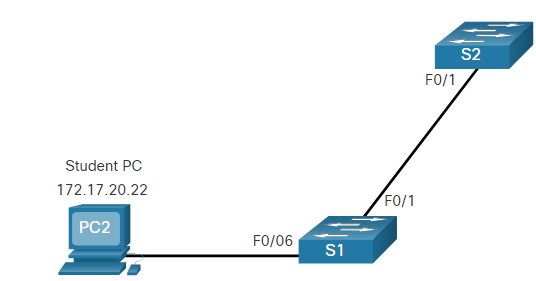 S2
F0/1
Student PC
172.17.20.22
F0/1
PC2
F0/06
S1